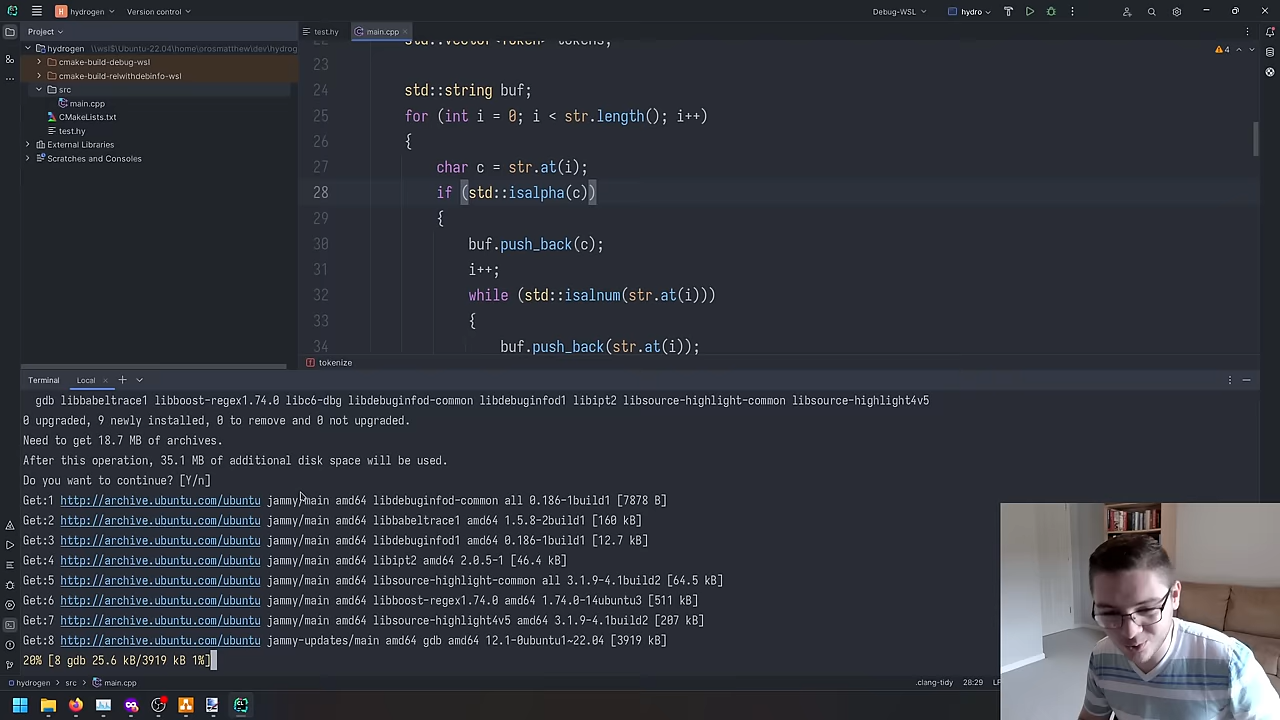 H hydrogen
Version control
Debug-WSL
hydro
Project
test.hy
main.cpp
hydrogen \\wsl$\Ubuntu-22.04\home\orosmatthew\dev\hydrog
cmake-build-debug-wsl
cmake-build-relwithdebinfo-wsl
src
main.cpp
CMakeLists.txt
test.hy
External Libraries
Scratches and Consoles
4
22 std::vector<Token> tokens;
23
24 std::string buf;
25 for (int i = 0; i < str.length(); i++)
26 {
27 char c = str.at(i);
28 if (std::isalpha(c))
29 {
30 buf.push_back(c);
31 i++;
32 while (std::isalnum(str.at(i)))
33 {
34 buf.push_back(str.at(i));
tokenize
Terminal
Local
gdb libbabeltrace1 libboost-regex1.74.0 libc6-dbg libdebuginfod-common libdebuginfod1 libipt2 libsource-highlight-common libsource-highlight4v5
0 upgraded, 9 newly installed, 0 to remove and 0 not upgraded.
Need to get 18.7 MB of archives.
After this operation, 35.1 MB of additional disk space will be used.
Do you want to continue? [Y/n]
Get:1 http://archive.ubuntu.com/ubuntu jammy/main amd64 libdebuginfod-common all 0.186-1build1 [7878 B]
Get:2 http://archive.ubuntu.com/ubuntu jammy/main amd64 libbabeltrace1 amd64 1.5.8-2build1 [160 kB]
Get:3 http://archive.ubuntu.com/ubuntu jammy/main amd64 libdebuginfod1 amd64 0.186-1build1 [12.7 kB]
Get:4 http://archive.ubuntu.com/ubuntu jammy/main amd64 libipt2 amd64 2.0.5-1 [46.4 kB]
Get:5 http://archive.ubuntu.com/ubuntu jammy/main amd64 libsource-highlight-common all 3.1.9-4.1build2 [64.5 kB]
Get:6 http://archive.ubuntu.com/ubuntu jammy/main amd64 libboost-regex1.74.0 amd64 1.74.0-14ubuntu3 [511 kB]
Get:7 http://archive.ubuntu.com/ubuntu jammy/main amd64 libsource-highlight4v5 amd64 3.1.9-4.1build2 [207 kB]
Get:8 http://archive.ubuntu.com/ubuntu jammy-updates/main amd64 gdb amd64 12.1-0ubuntu1~22.04 [3919 kB]
20% [8 gdb 25.6 kB/3919 kB 1%]
hydrogen > src > main.cpp
.clang-tidy
28:29